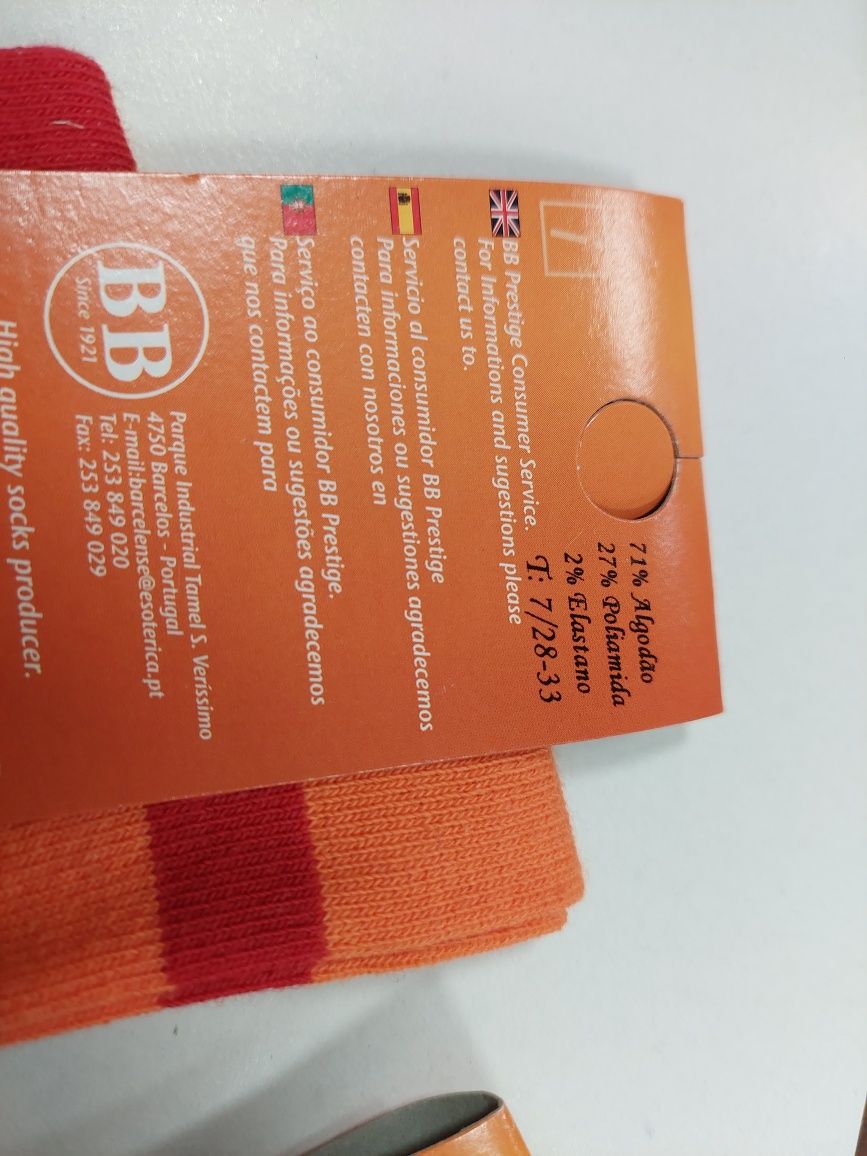 71% Algodão
27% Poliamida
2% Elastano
T: 7/28-33
BB Prestige Consumer Service.
For Informations and sugestions please
contact us to.
Servicio al consumidor BB Prestige
Para informaciones ou sugestiones agradecemos
contacten con nosotros en
Serviço ao consumidor BB Prestige.
Para informações ou sugestões agradecemos
que nos contactem para
BB
Since 1921
Parque Industrial Tamel S. Veríssimo
4750 Barcelos - Portugal
E-mail:barcelense@esoterica.pt
Tel: 253 849 020
Fax: 253 849 029
High quality socks producer.